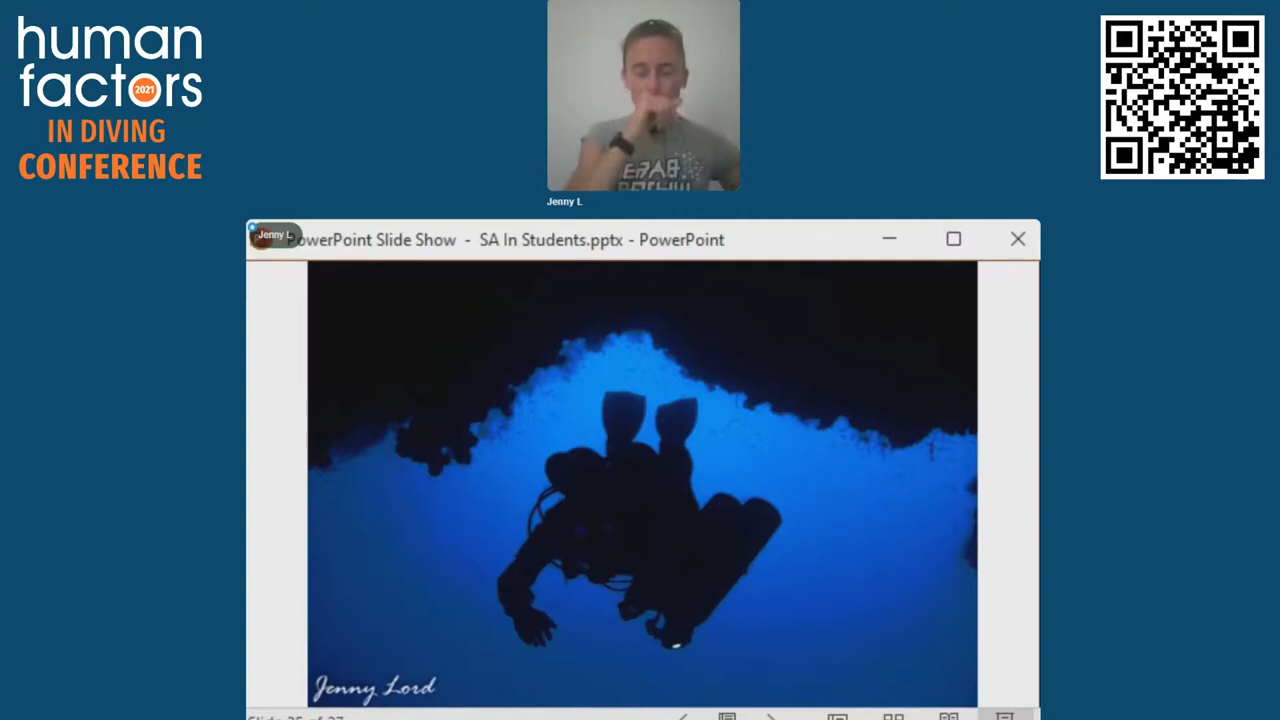 human
factors
2021
IN DIVING
CONFERENCE
Jenny L
Jenny L.
PowerPoint Slide Show - SA In Students.pptx - PowerPoint
Jenny Lord